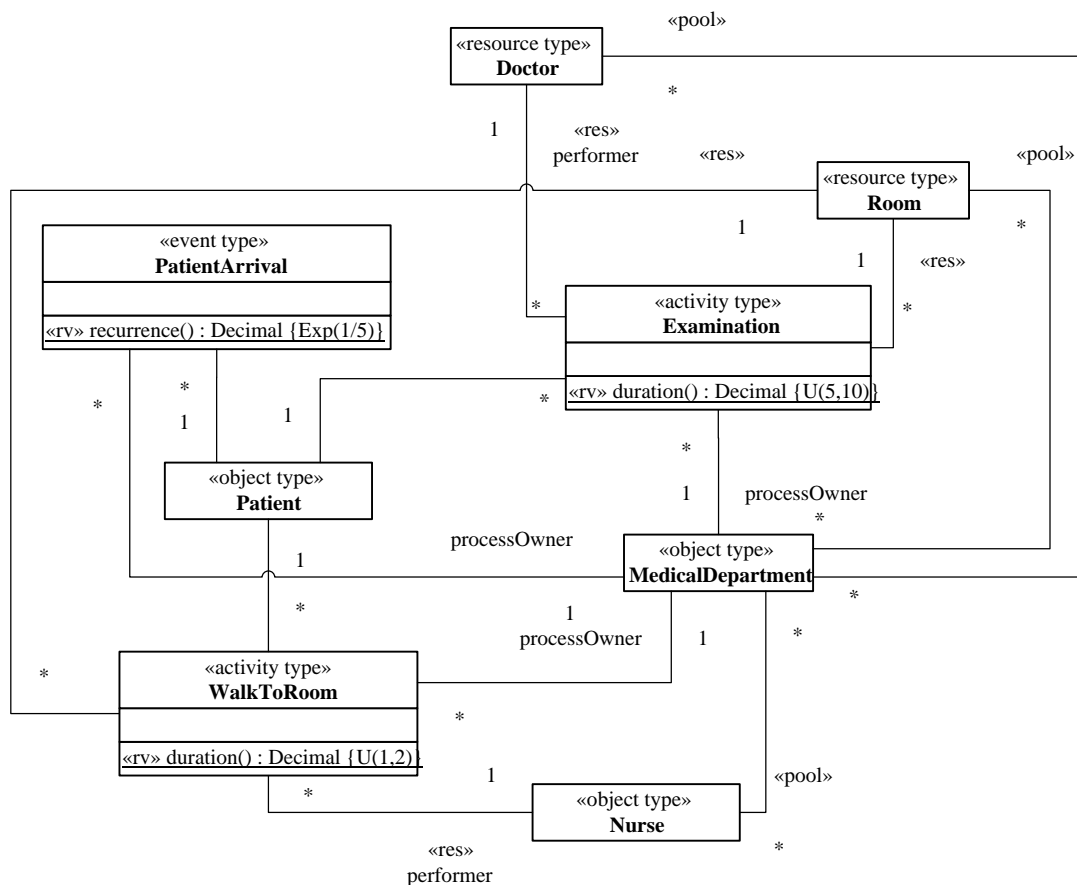 «pool»
«resource type»
Doctor
*
1
«res»
performer
«res»
«pool»
«resource type»
Room
1
*
1
«res»
«event type»
PatientArrival
«rv» recurrence() : Decimal {Exp(1/5)}
*
*
«activity type»
Examination
«rv» duration() : Decimal {U(5,10)}
*
*
1
1
*
*
«object type»
Patient
1
processOwner
*
processOwner
«object type»
MedicalDepartment
1
*
1
processOwner
*
1
*
*
«activity type»
WalkToRoom
«rv» duration() : Decimal {U(1,2)}
*
*
1
«pool»
«object type»
Nurse
*
«res»
performer
*